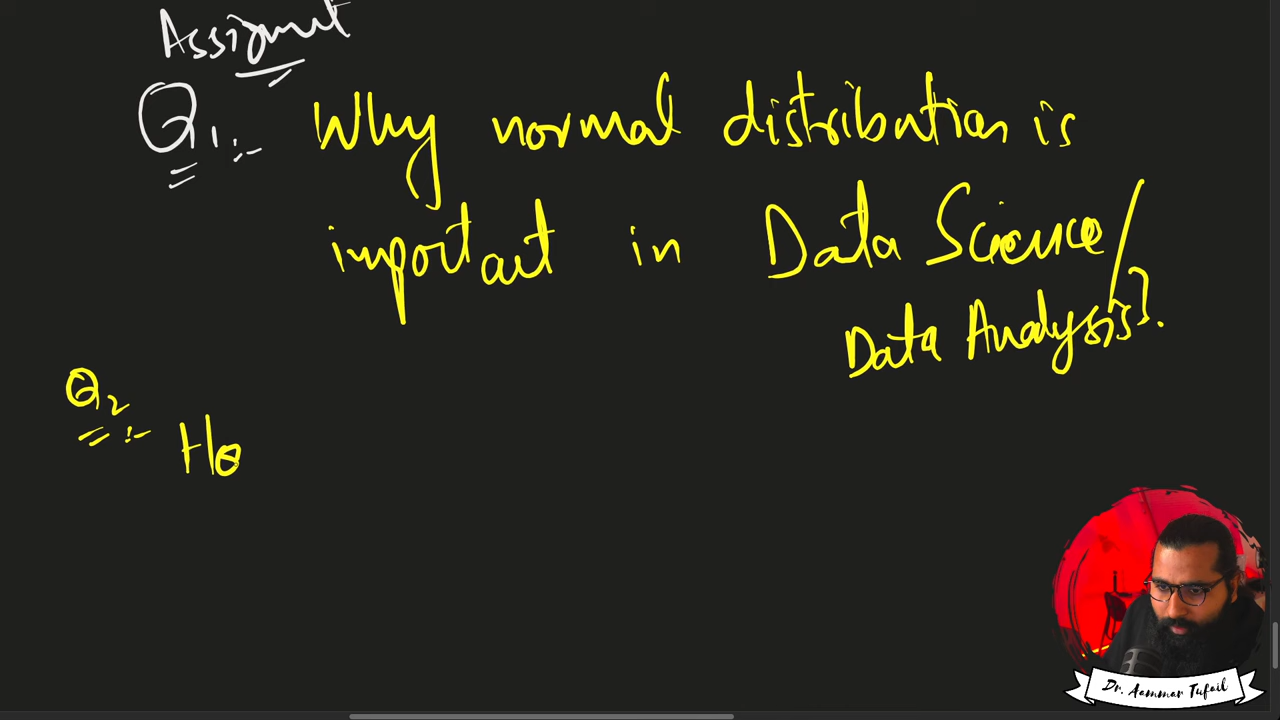 Assignment
Q1:- Why normal distribution is
important in Data Science/
Data Analysis?.
Q2:- Ho
Dr. Aammar Tufail